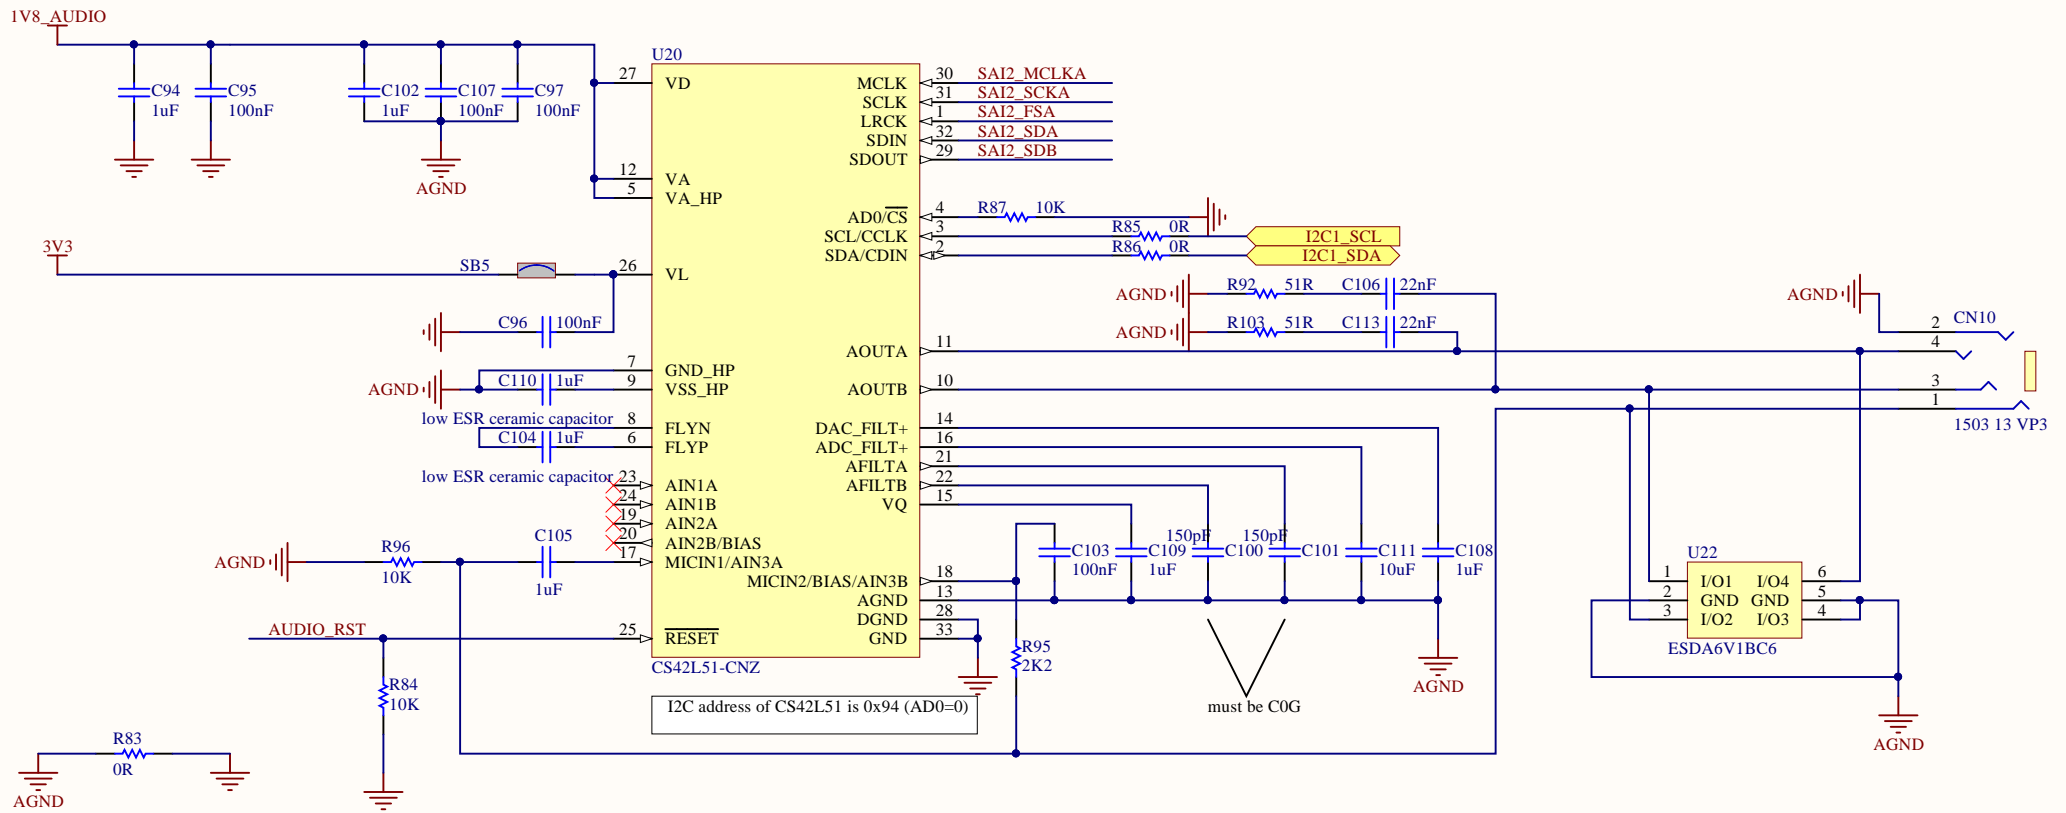 1V8_AUDIO
C94
1uF
C95
100nF
C102
1uF
C107
100nF
C97
100nF
AGND
3V3
SB5
C96
100nF
AGND
C110
1uF
low ESR ceramic capacitor
C104
1uF
low ESR ceramic capacitor
AGND
R96
10K
C105
1uF
AUDIO_RST
R84
10K
R83
0R
AGND
U20
27 VD
12 VA
5 VA_HP
26 VL
7 GND_HP
9 VSS_HP
8 FLYN
6 FLYP
23 AIN1A
24 AIN1B
19 AIN2A
20 AIN2B/BIAS
17 MICIN1/AIN3A
25 RESET
MCLK 30 SAI2_MCLKA
SCLK 31 SAI2_SCKA
LRCK 1 SAI2_FSA
SDIN 32 SAI2_SDA
SDOUT 29 SAI2_SDB
AD0/CS 4 R87 10K
SCL/CCLK 3 R85 0R I2C1_SCL
SDA/CDIN 2 R86 0R I2C1_SDA
AGND R92 51R C106 22nF
AGND R103 51R C113 22nF
AOUTA 11
AOUTB 10
DAC_FILT+ 14
ADC_FILT+ 16
AFILTA 21
AFILTB 22
VQ 15
MICIN2/BIAS/AIN3B 18
AGND 13
DGND 28
GND 33
CS42L51-CNZ
I2C address of CS42L51 is 0x94 (AD0=0)
C103
100nF
C109
1uF
150pF
C100
150pF
C101
C111
10uF
C108
1uF
R95
2K2
must be C0G
AGND
AGND
2
4
3
1
CN10
1503 13 VP3
U22
1 I/O1 I/O4 6
2 GND GND 5
3 I/O2 I/O3 4
ESDA6V1BC6
AGND